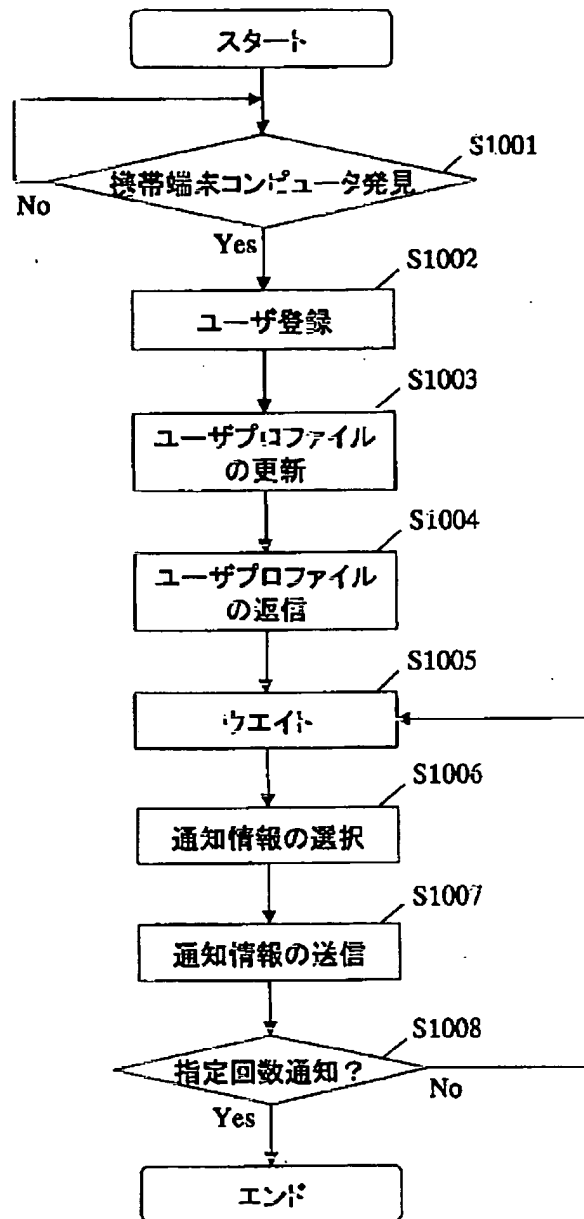 スタート
S1001
携帯端末コンピュータ発見
No
Yes
S1002
ユーザ登録
S1003
ユーザプロファイル
の更新
S1004
ユーザプロファイル
の返信
S1005
ウエイト
S1006
通知情報の選択
S1007
通知情報の送信
S1008
指定回数通知?
No
Yes
エンド